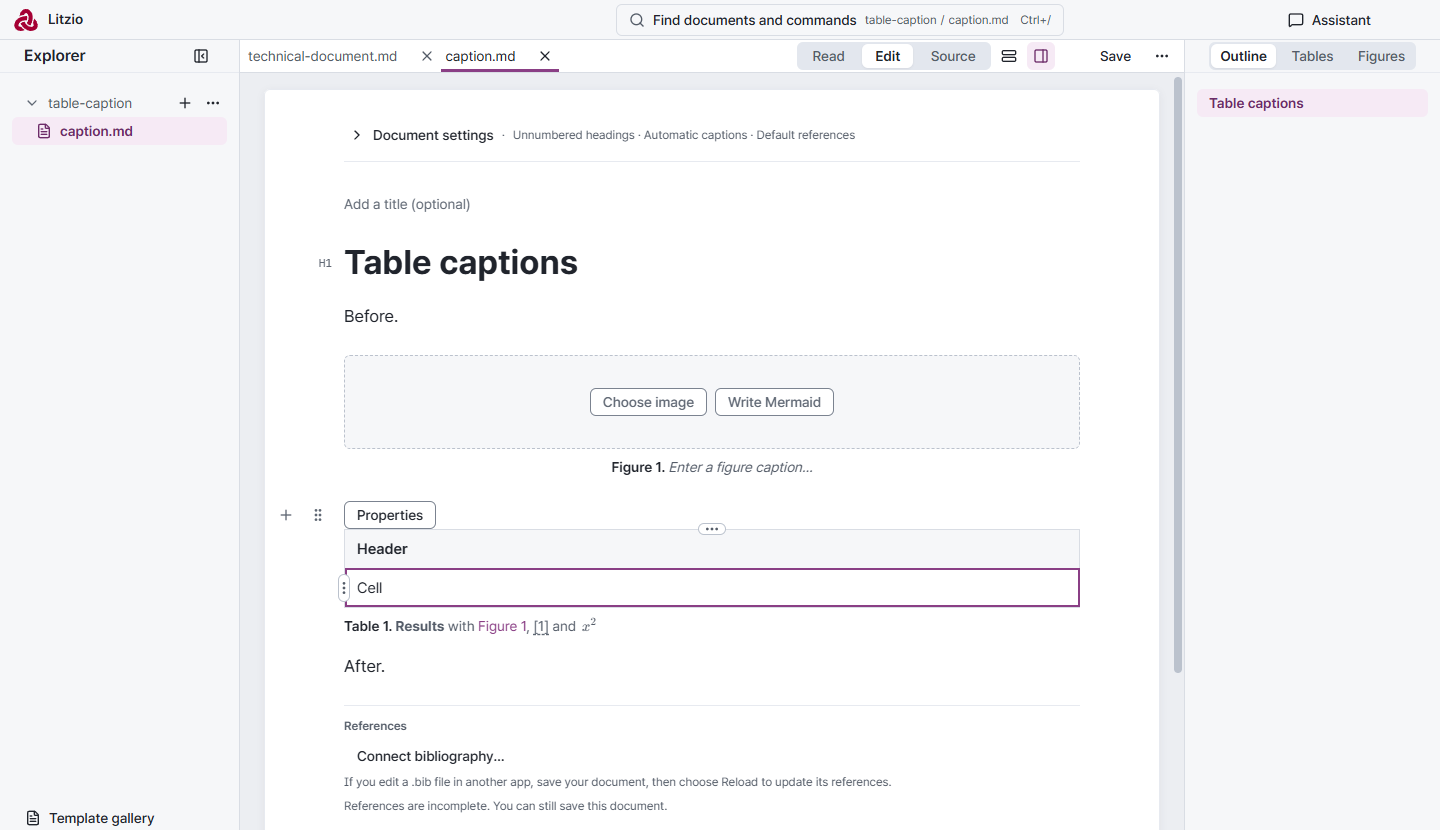 Litzio
Find documents and commands table-caption / caption.md Ctrl+/
Assistant
Explorer
technical-document.md
caption.md
Read Edit Source
Save
Outline Tables Figures
table-caption
caption.md
Table captions
Document settings · Unnumbered headings · Automatic captions · Default references
Add a title (optional)
H1 Table captions
Before.
Choose image Write Mermaid
Figure 1. Enter a figure caption...
Properties
Header
Cell
Table 1. Results with Figure 1, [1] and x²
After.
References
Connect bibliography...
If you edit a .bib file in another app, save your document, then choose Reload to update its references.
References are incomplete. You can still save this document.
Template gallery